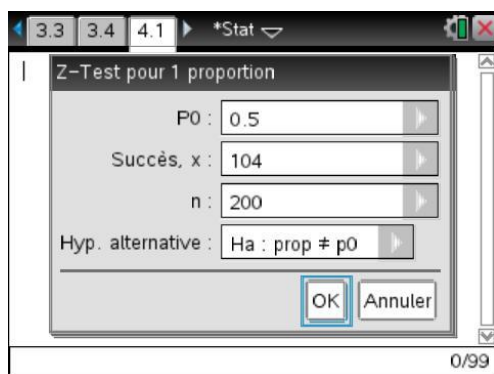 3.3 3.4 4.1 *Stat
Z-Test pour 1 proportion
P0 : 0.5
Succès, x : 104
n : 200
Hyp. alternative : Ha : prop ≠ p0
OK Annuler
0/99